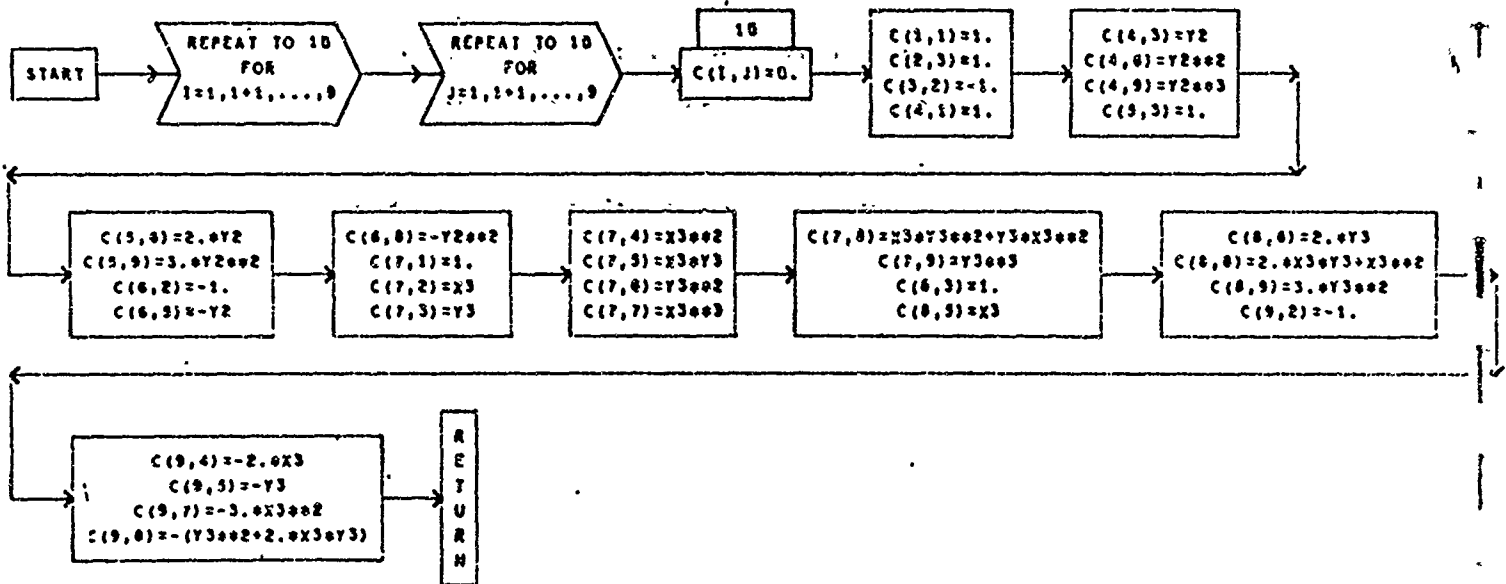 START
REPEAT TO 10
FOR
I=1,I+1,...,9
REPEAT TO 10
FOR
J=1,I+1,...,9
10
C(I,J)=0.
C(1,1)=1.
C(2,3)=1.
C(3,2)=-1.
C(4,1)=1.
C(4,3)=Y2
C(4,6)=Y2**2
C(4,9)=Y2**3
C(5,3)=1.
C(5,6)=2.*Y2
C(5,9)=3.*Y2**2
C(6,2)=-1.
C(6,5)=-Y2
C(6,8)=-Y2**2
C(7,1)=1.
C(7,2)=X3
C(7,3)=Y3
C(7,4)=X3**2
C(7,5)=X3*Y3
C(7,6)=Y3**2
C(7,7)=X3**3
C(7,8)=X3*Y3**2+Y3*X3**2
C(7,9)=Y3**3
C(8,3)=1.
C(8,5)=X3
C(8,6)=2.*Y3
C(8,8)=2.*X3*Y3+X3**2
C(8,9)=3.*Y3**2
C(9,2)=-1.
C(9,4)=-2.*X3
C(9,5)=-Y3
C(9,7)=-3.*X3**2
C(9,8)=-(Y3**2+2.*X3*Y3)
RETURN